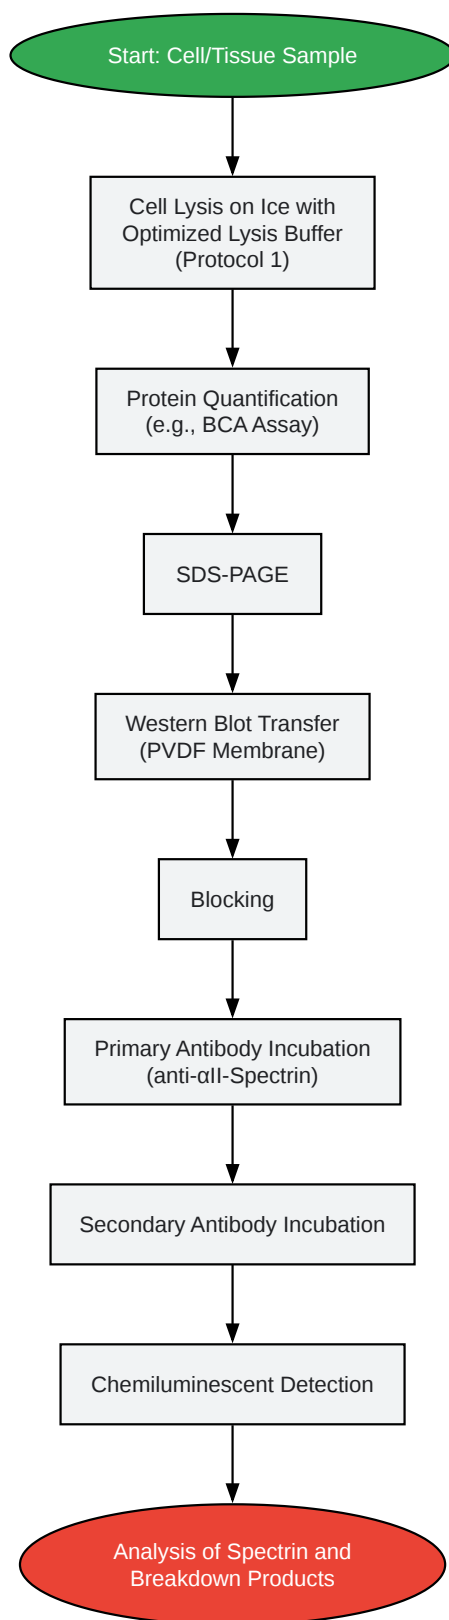 Start: Cell/Tissue Sample
Cell Lysis on Ice with
Optimized Lysis Buffer
(Protocol 1)
Protein Quantification
(e.g., BCA Assay)
SDS-PAGE
Western Blot Transfer
(PVDF Membrane)
Blocking
Primary Antibody Incubation
(anti-αII-Spectrin)
Secondary Antibody Incubation
Chemiluminescent Detection
Analysis of Spectrin and
Breakdown Products